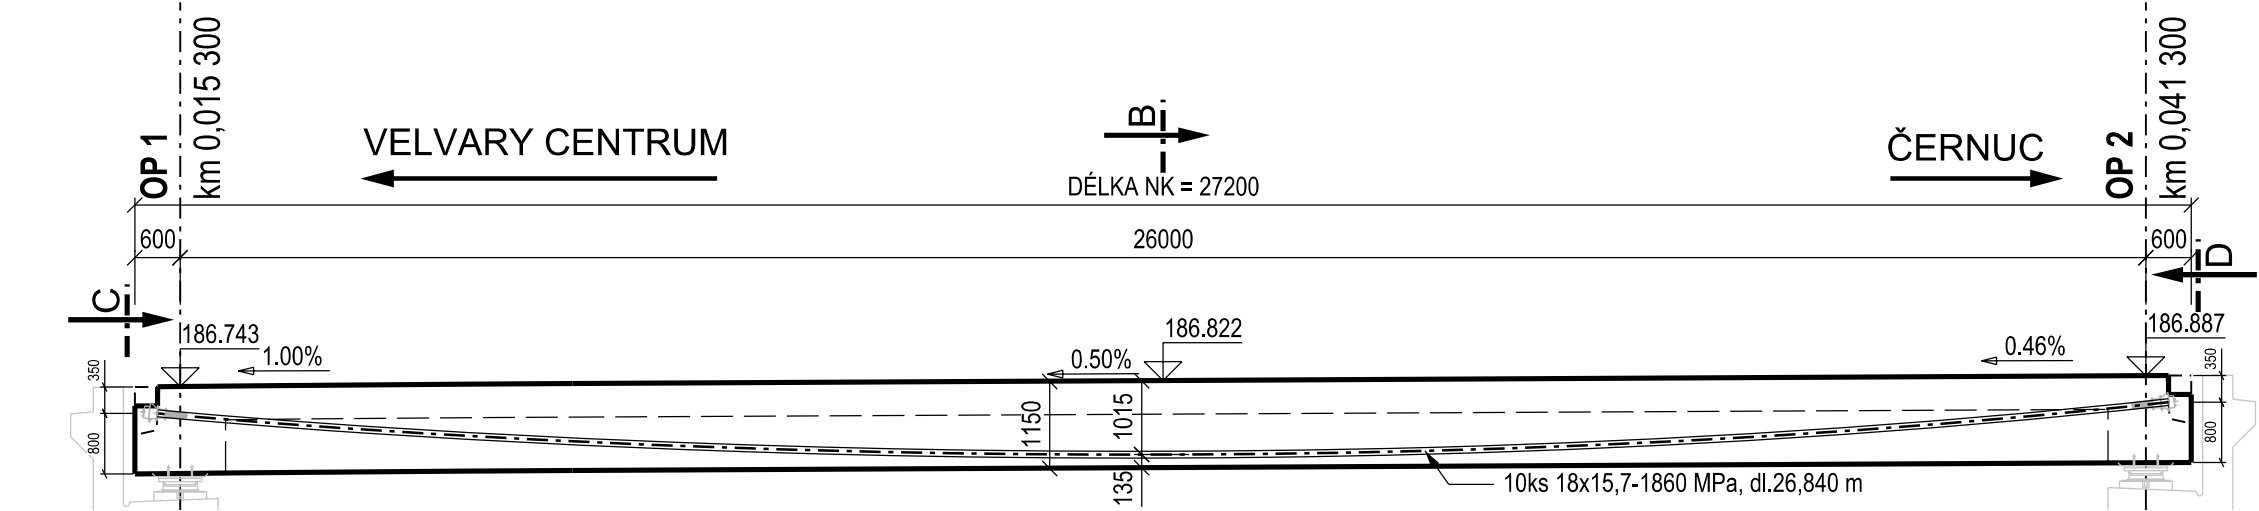 OP 1
km 0,015 300
VELVARY CENTRUM
B
ČERNUC
OP 2
km 0,041 300
DÉLKA NK = 27200
600
26000
600
C
D
186.743
186.822
186.887
1.00%
0.50%
0.46%
350
350
800
1150
1015
800
135
10ks 18x15,7-1860 MPa, dl.26,840 m